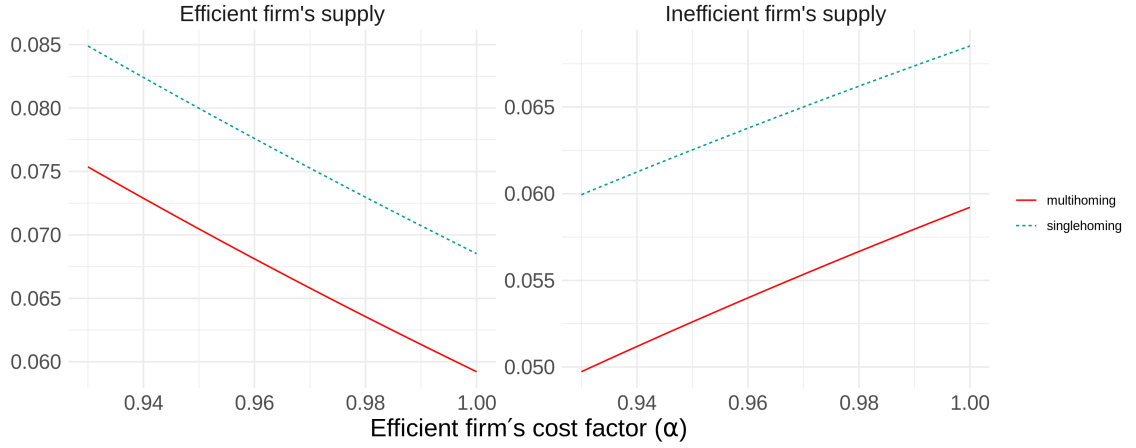 Efficient firm's supply
Inefficient firm's supply
0.085
0.080
0.075
0.070
0.065
0.060
0.065
0.060
0.055
0.050
multihoming
singlehoming
0.94 0.96 0.98 1.00
0.94 0.96 0.98 1.00
Efficient firm´s cost factor (α)